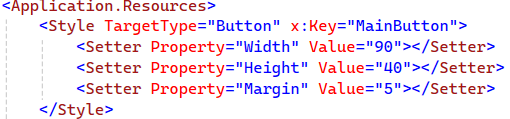 <Application.Resources>
<Style TargetType="Button" x:Key="MainButton">
<Setter Property="Width" Value="90"></Setter>
<Setter Property="Height" Value="40"></Setter>
<Setter Property="Margin" Value="5"></Setter>
</Style>